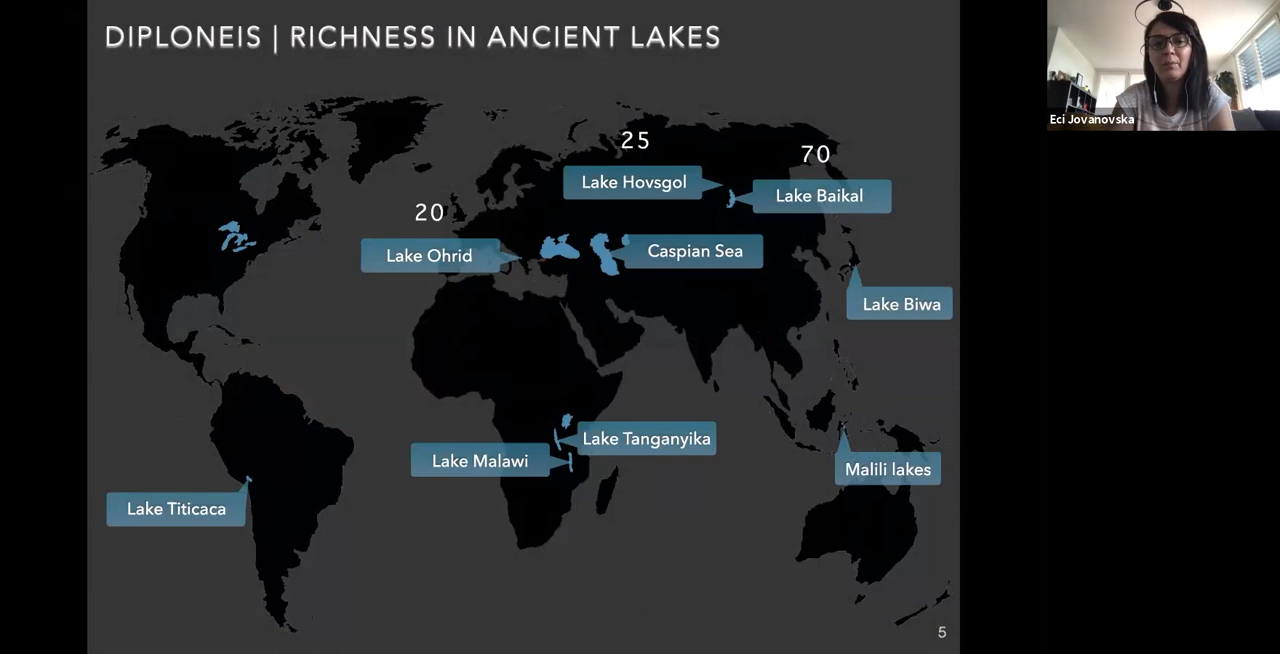 DIPLONEIS | RICHNESS IN ANCIENT LAKES
Eci Jovanovska
25
70
Lake Hovsgol
Lake Baikal
20
Lake Ohrid
Caspian Sea
Lake Biwa
Lake Tanganyika
Lake Malawi
Malili lakes
Lake Titicaca
5